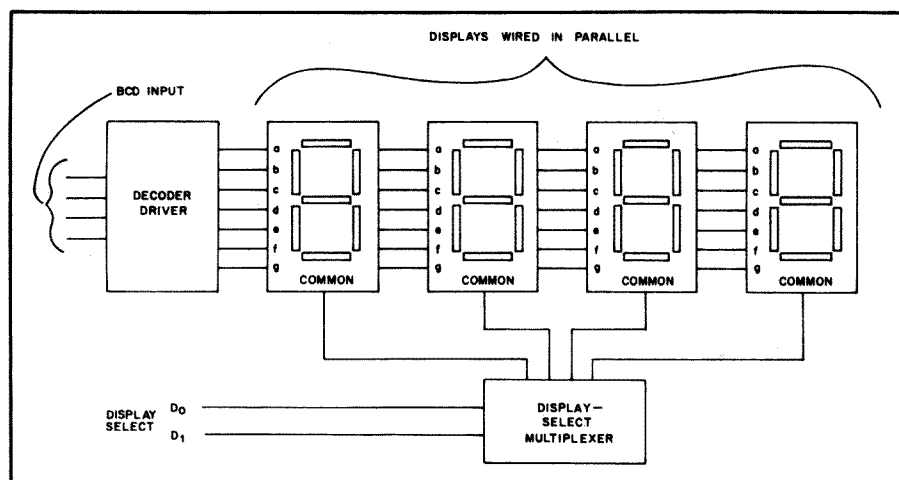 DISPLAYS WIRED IN PARALLEL
BCD INPUT
DECODER
DRIVER
a
b
c
d
e
f
g
COMMON
a
b
c
d
e
f
g
COMMON
a
b
c
d
e
f
g
COMMON
a
b
c
d
e
f
g
COMMON
DISPLAY
SELECT
D0
D1
DISPLAY-
SELECT
MULTIPLEXER